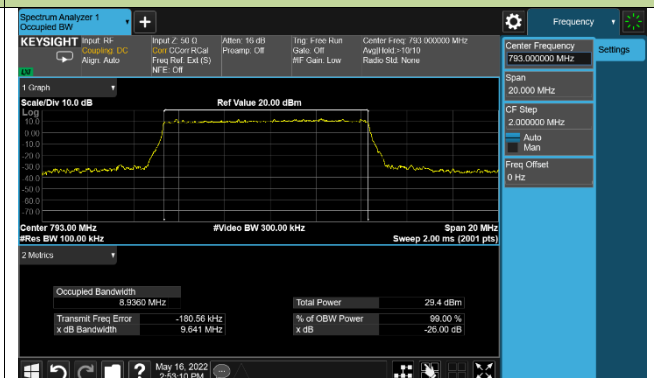 Spectrum Analyzer 1
Occupied BW
Frequency
KEYSIGHT
Input: RF
Coupling: DC
Align: Auto
Input Z: 50 Ω
Corr CCorr RCal
Freq Ref: Ext (S)
NFE: Off
Atten: 16 dB
Preamp: Off
Trig: Free Run
Gate: Off
#IF Gain: Low
Center Freq: 793.000000 MHz
Avg|Hold:>10/10
Radio Std: None
Center Frequency
793.000000 MHz
Settings
Span
20.000 MHz
CF Step
2.000000 MHz
Auto
Man
Freq Offset
0 Hz
1 Graph
Scale/Div 10.0 dB
Ref Value 20.00 dBm
Log
10.0
0.00
-10.0
-20.0
-30.0
-40.0
-50.0
-60.0
-70.0
Center 793.00 MHz
#Video BW 300.00 kHz
Span 20 MHz
#Res BW 100.00 kHz
Sweep 2.00 ms (2001 pts)
2 Metrics
Occupied Bandwidth
8.9360 MHz
Total Power
29.4 dBm
Transmit Freq Error
-180.56 kHz
% of OBW Power
99.00 %
x dB Bandwidth
9.641 MHz
x dB
-26.00 dB
?
May 16, 2022
2:53:10 PM